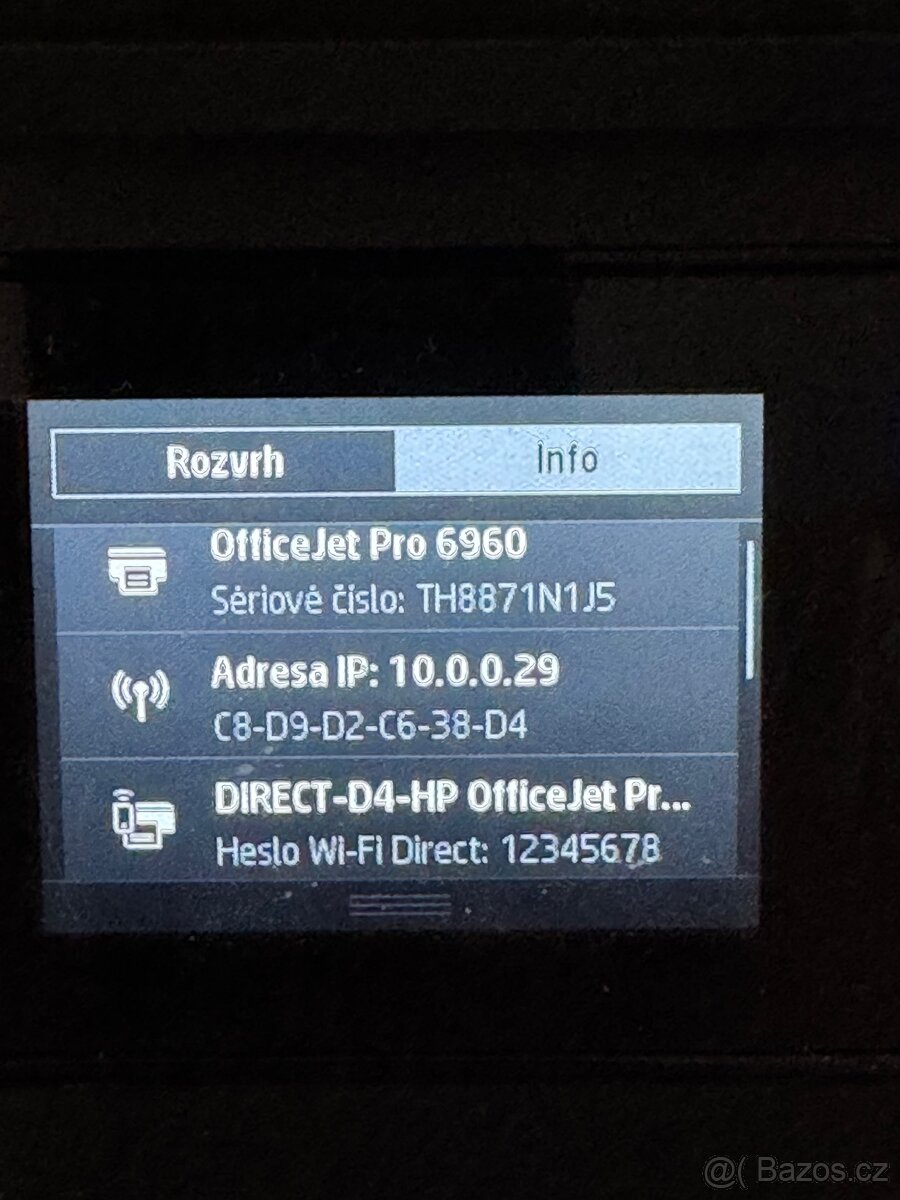 Rozvrh Info
OfficeJet Pro 6960
Sériové číslo: TH8871N1J5
Adresa IP: 10.0.0.29
C8-D9-D2-C6-38-D4
DIRECT-D4-HP OfficeJet Pr...
Heslo Wi-Fi Direct: 12345678
@( Bazos.cz